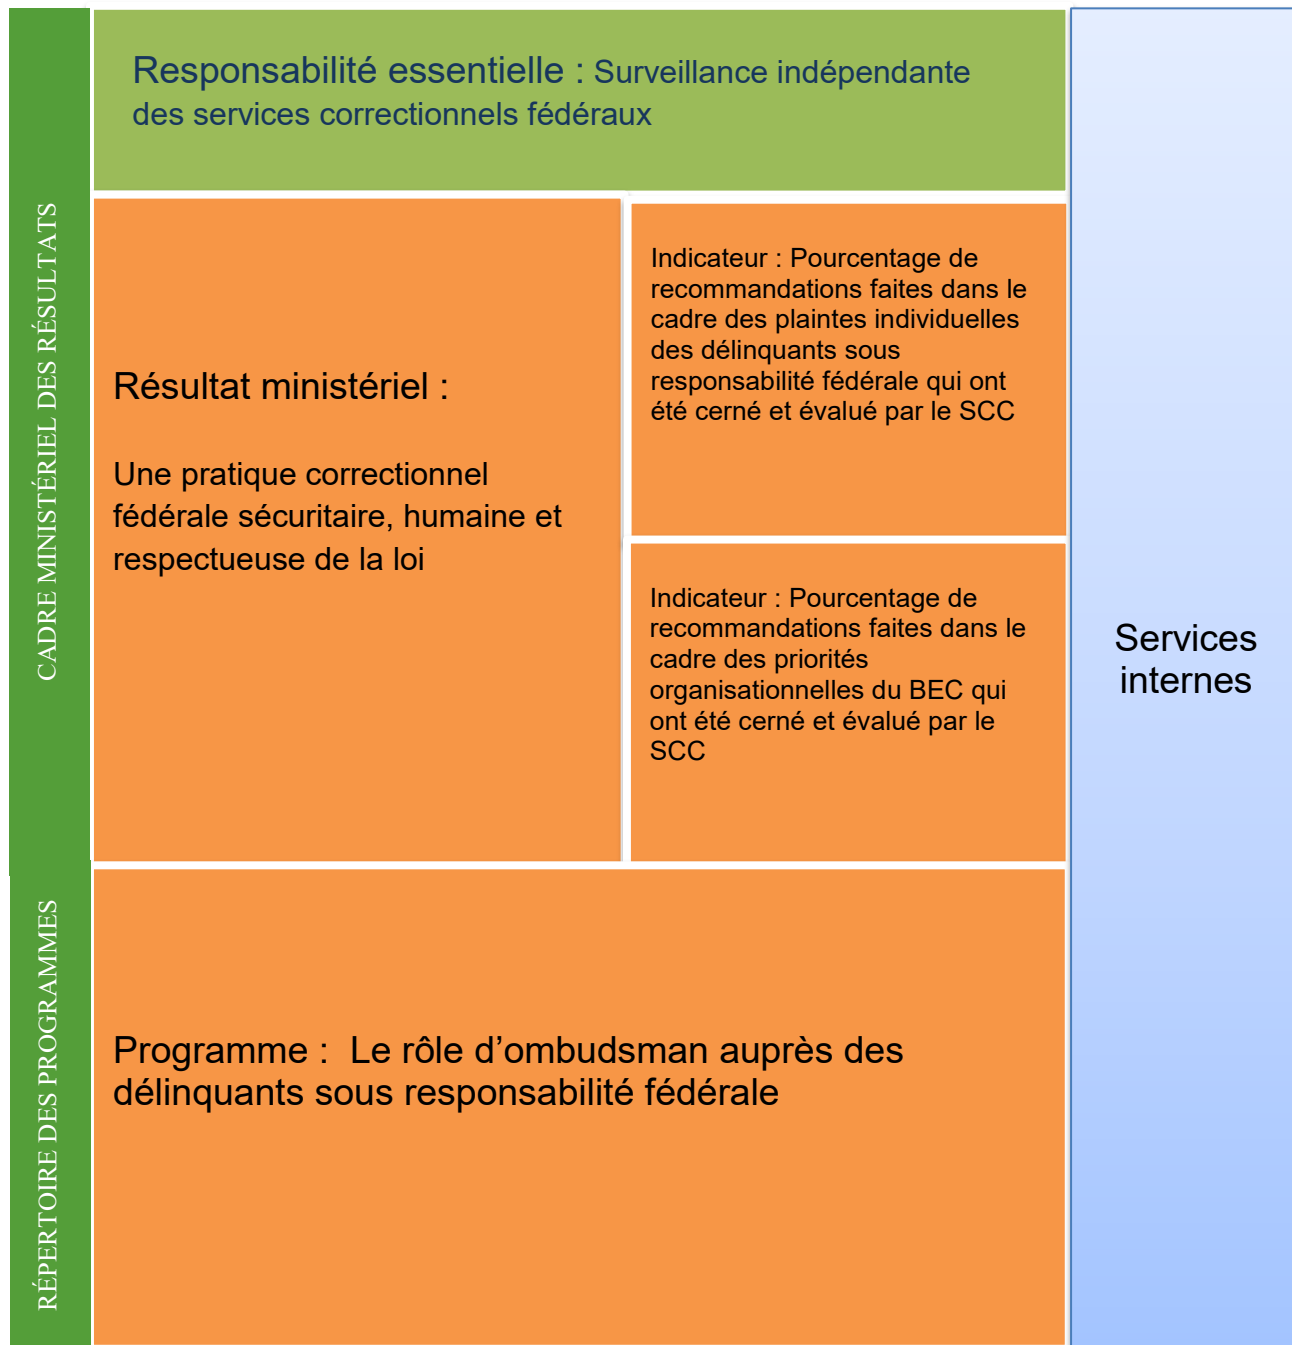 CADRE MINISTÉRIEL DES RÉSULTATS
Responsabilité essentielle : Surveillance indépendante
des services correctionnels fédéraux
Résultat ministériel :
Une pratique correctionnel
fédérale sécuritaire, humaine et
respectueuse de la loi
Indicateur : Pourcentage de
recommandations faites dans le
cadre des plaintes individuelles
des délinquants sous
responsabilité fédérale qui ont
été cerné et évalué par le SCC
Indicateur : Pourcentage de
recommandations faites dans le
cadre des priorités
organisationnelles du BEC qui
ont été cerné et évalué par le
SCC
RÉPERTOIRE DES PROGRAMMES
Programme : Le rôle d’ombudsman auprès des
délinquants sous responsabilité fédérale
Services
internes